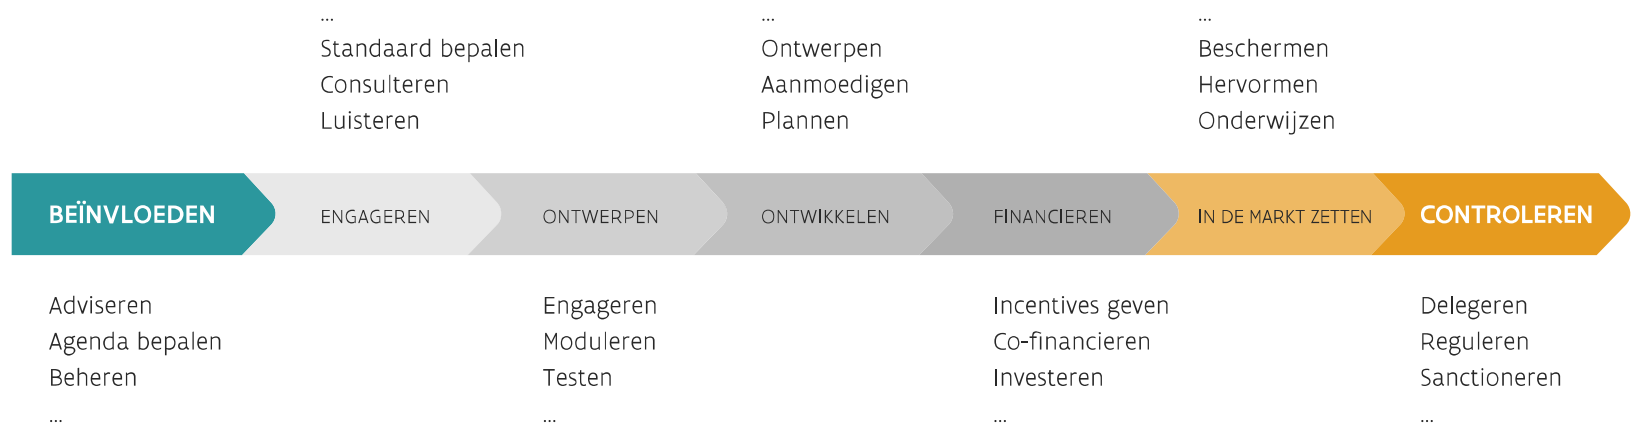 ...
Standaard bepalen
Consulteren
Luisteren
...
Ontwerpen
Aanmoedigen
Plannen
...
Beschermen
Hervormen
Onderwijzen
BEÏNVLOEDEN
ENGAGEREN
ONTWERPEN
ONTWIKKELEN
FINANCIEREN
IN DE MARKT ZETTEN
CONTROLEREN
Adviseren
Agenda bepalen
Beheren
...
Engageren
Moduleren
Testen
...
Incentives geven
Co-financieren
Investeren
...
Delegeren
Reguleren
Sanctioneren
...